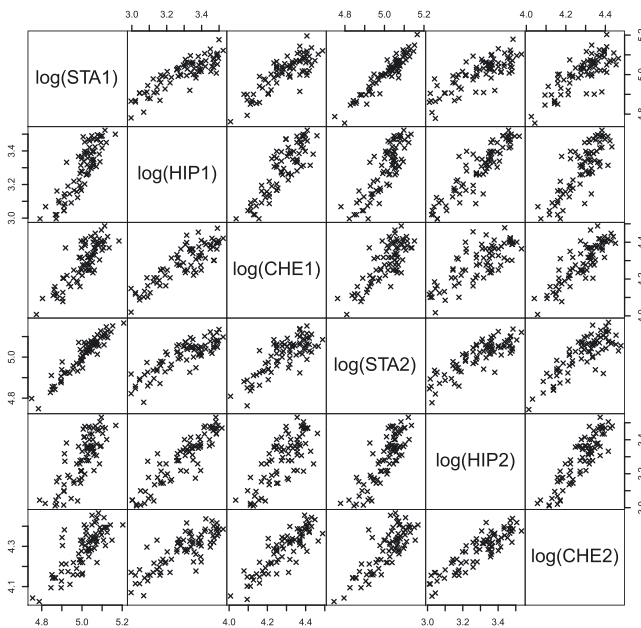 3.0 3.2 3.4 4.8 5.0 5.2 4.0 4.2 4.4
log(STA1)
4.8 5.0 5.2
3.0 3.2 3.4
log(HIP1)
log(CHE1)
4.0 4.2 4.4
4.8 5.0
log(STA2)
log(HIP2)
3.0 3.2 3.4
4.1 4.3
log(CHE2)
4.8 5.0 5.2 4.0 4.2 4.4 3.0 3.2 3.4